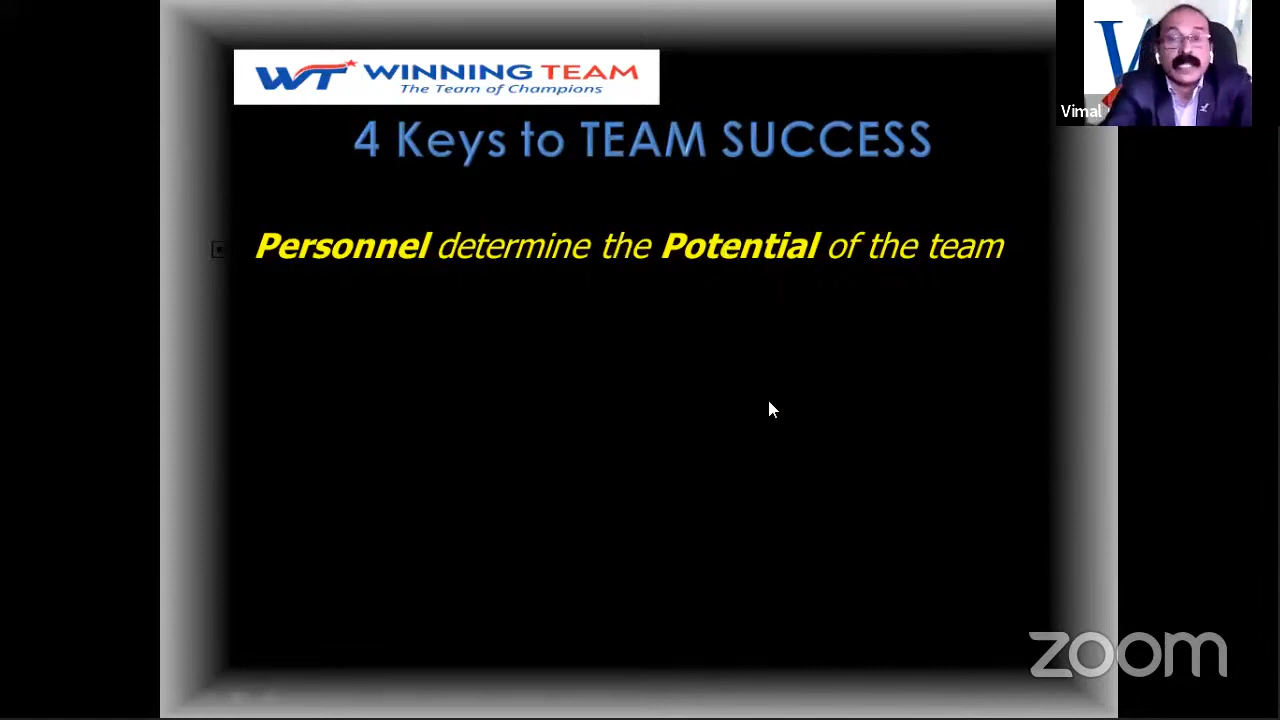 WT WINNING TEAM
The Team of Champions
4 Keys to TEAM SUCCESS
Personnel determine the Potential of the team
Vimal
zoom